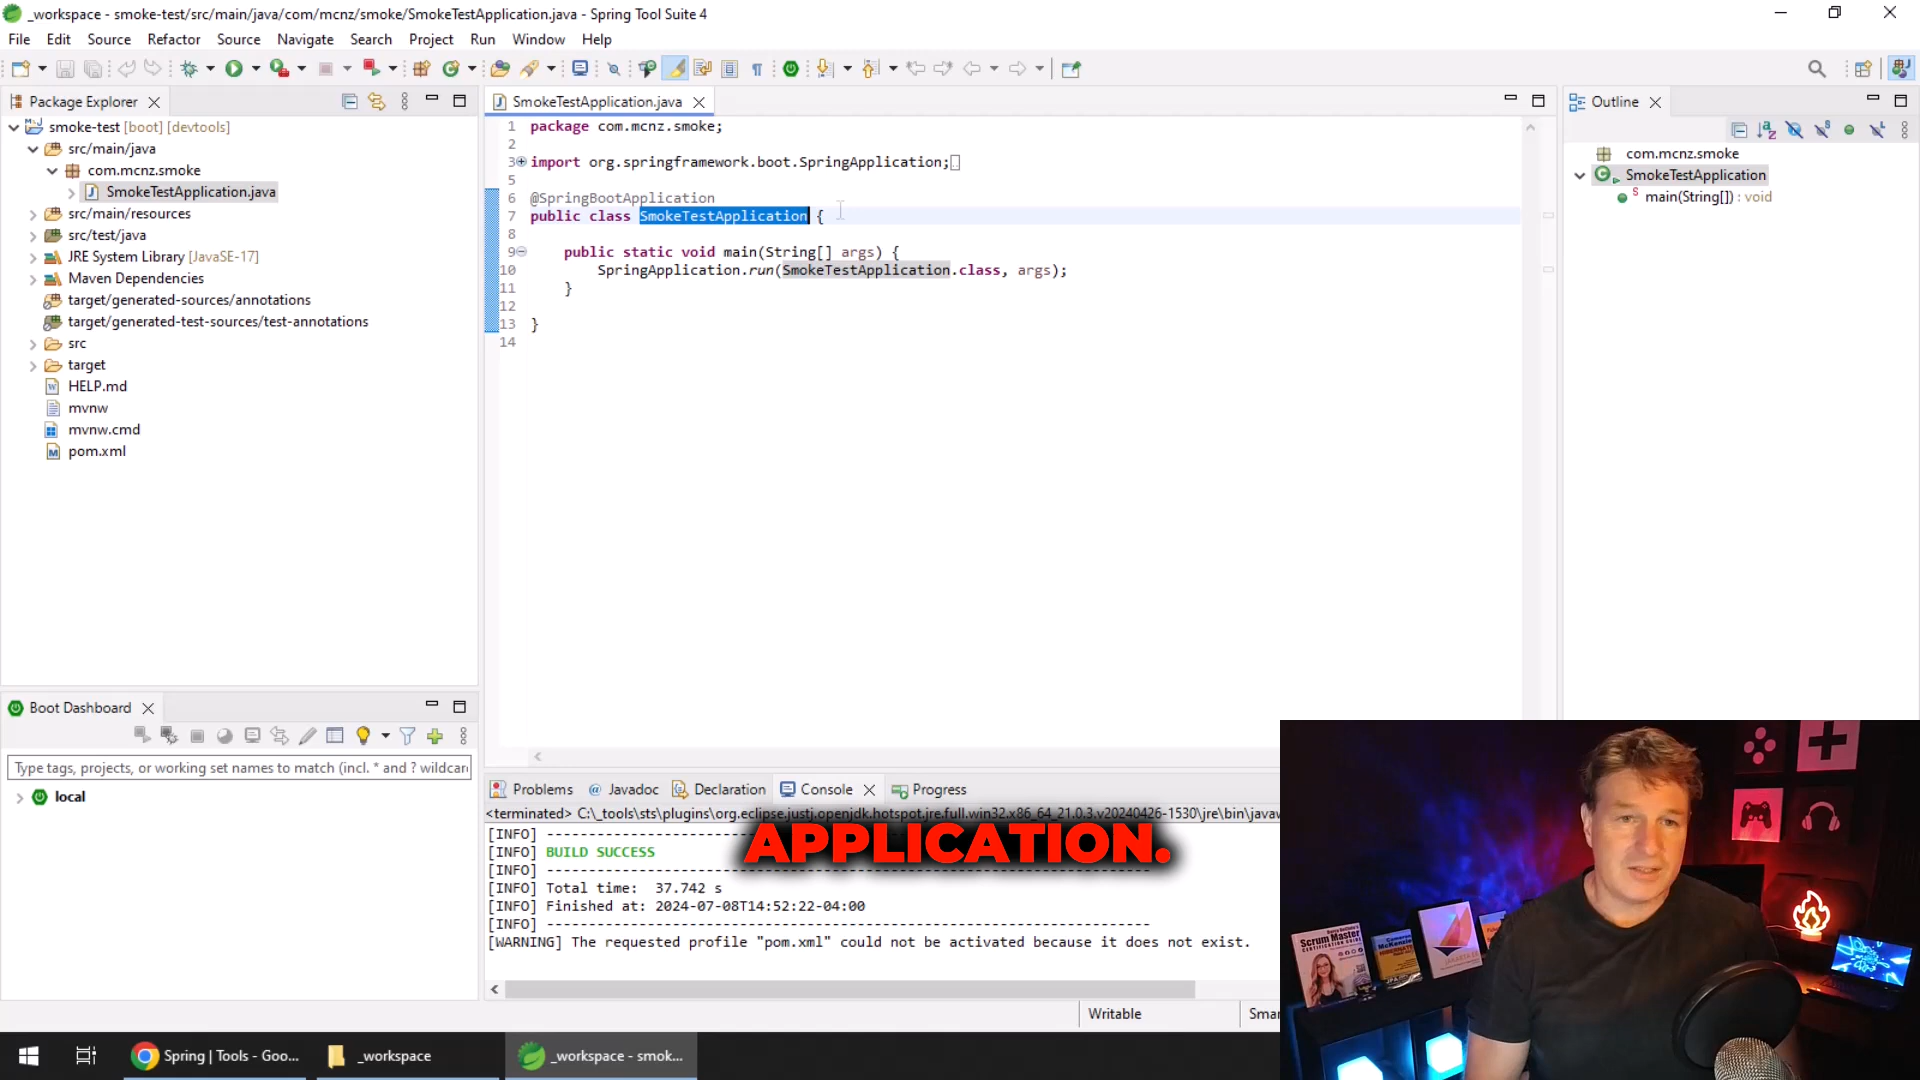 _workspace - smoke-test/src/main/java/com/mcnz/smoke/SmokeTestApplication.java - Spring Tool Suite 4
File Edit Source Refactor Source Navigate Search Project Run Window Help
Package Explorer
smoke-test [boot] [devtools]
src/main/java
com.mcnz.smoke
SmokeTestApplication.java
src/main/resources
src/test/java
JRE System Library [JavaSE-17]
Maven Dependencies
target/generated-sources/annotations
target/generated-test-sources/test-annotations
src
target
HELP.md
mvnw
mvnw.cmd
pom.xml
SmokeTestApplication.java
1 package com.mcnz.smoke;
2
3 import org.springframework.boot.SpringApplication;
5
6 @SpringBootApplication
7 public class SmokeTestApplication {
8
9 public static void main(String[] args) {
10 SpringApplication.run(SmokeTestApplication.class, args);
11 }
12
13 }
14
Outline
com.mcnz.smoke
SmokeTestApplication
main(String[]) : void
Boot Dashboard
Type tags, projects, or working set names to match (incl. * and ? wildcar
local
Problems Javadoc Declaration Console Progress
<terminated> C:\_tools\sts\plugins\org.eclipse.justj.openjdk.hotspot.jre.full.win32.x86_64_21.0.3.v20240426-1530\jre\bin\javaw
[INFO] ------------------------------------------------------------------------
[INFO] BUILD SUCCESS
[INFO] ------------------------------------------------------------------------
[INFO] Total time: 37.742 s
[INFO] Finished at: 2024-07-08T14:52:22-04:00
[INFO] ------------------------------------------------------------------------
[WARNING] The requested profile "pom.xml" could not be activated because it does not exist.
APPLICATION.
Writable
Smar
Scrum Master
Spring | Tools - Goo...
_workspace
_workspace - smok...